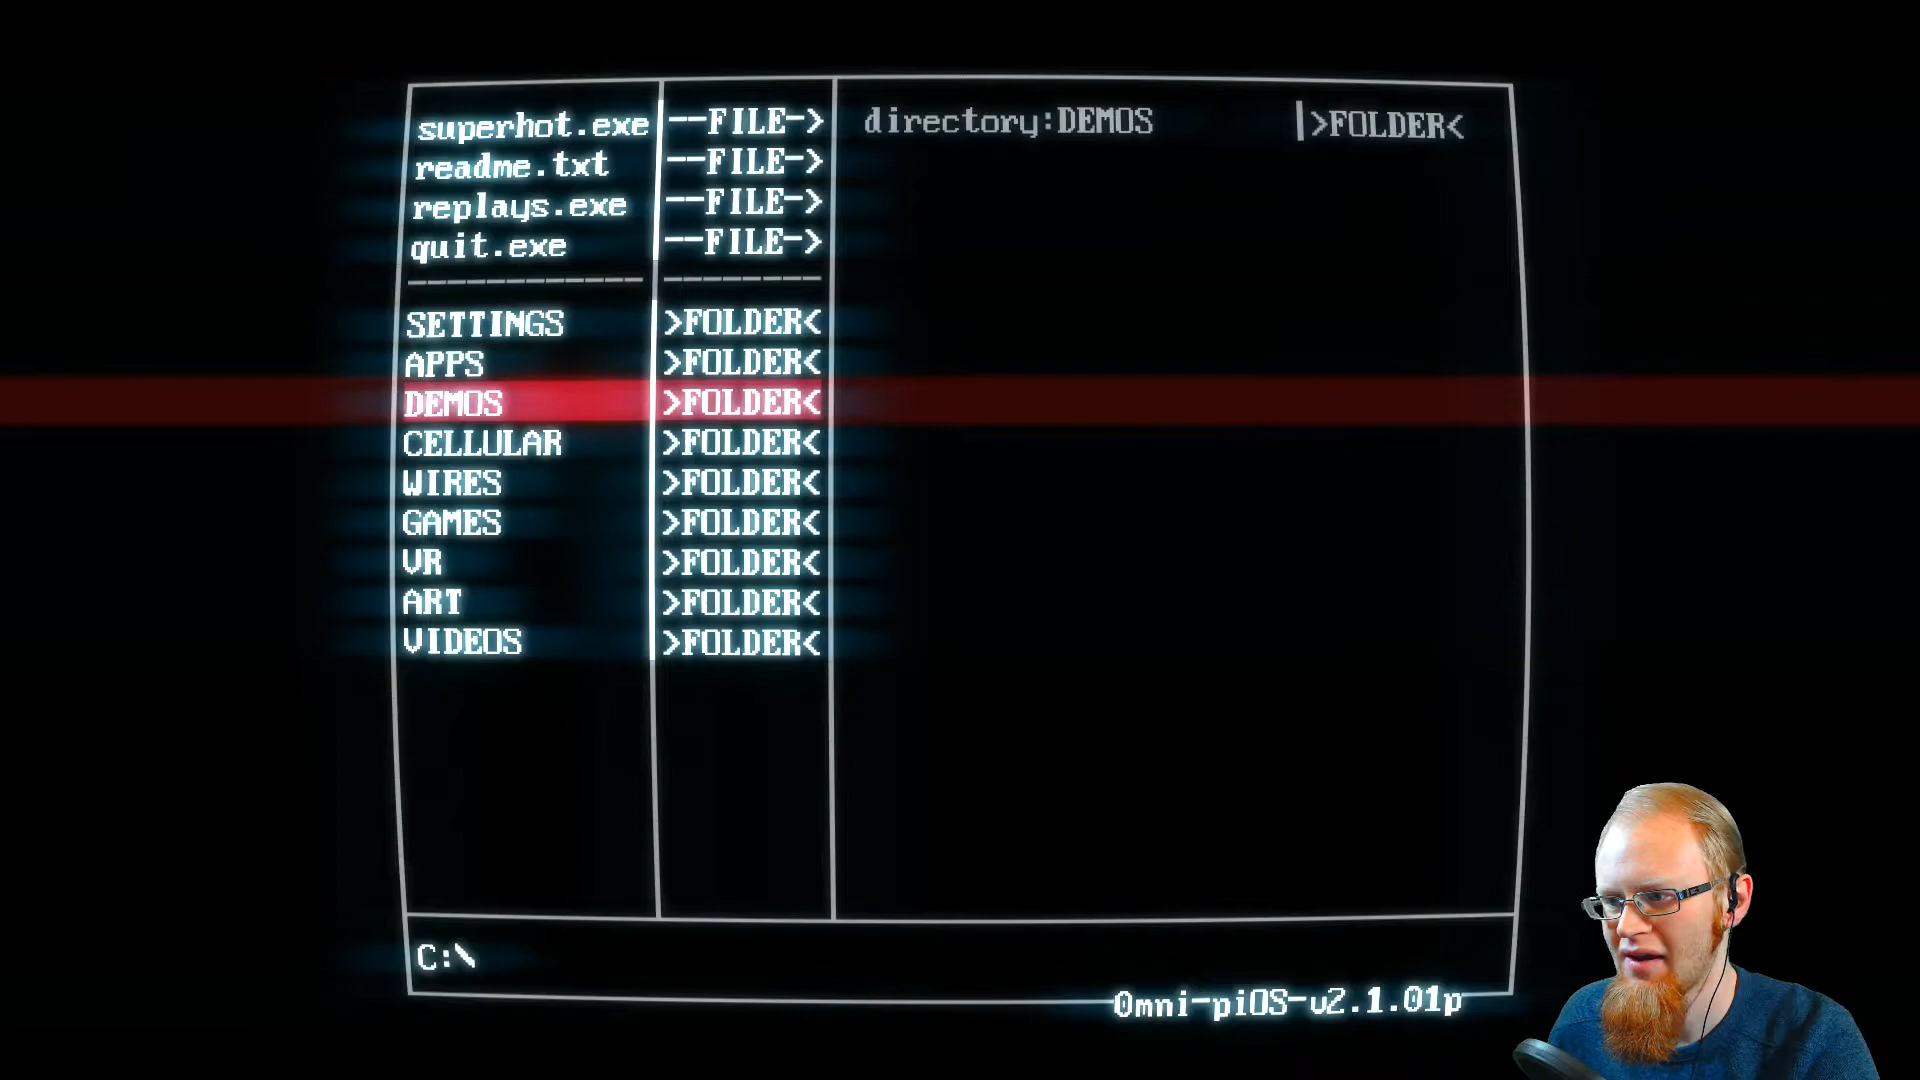 superhot.exe --FILE->
readme.txt --FILE->
replays.exe --FILE->
quit.exe --FILE->
SETTINGS >FOLDER<
APPS >FOLDER<
DEMOS >FOLDER<
CELLULAR >FOLDER<
WIRES >FOLDER<
GAMES >FOLDER<
VR >FOLDER<
ART >FOLDER<
VIDEOS >FOLDER<
directory:DEMOS |>FOLDER<
C:\
0mni-piOS-v2.1.01p